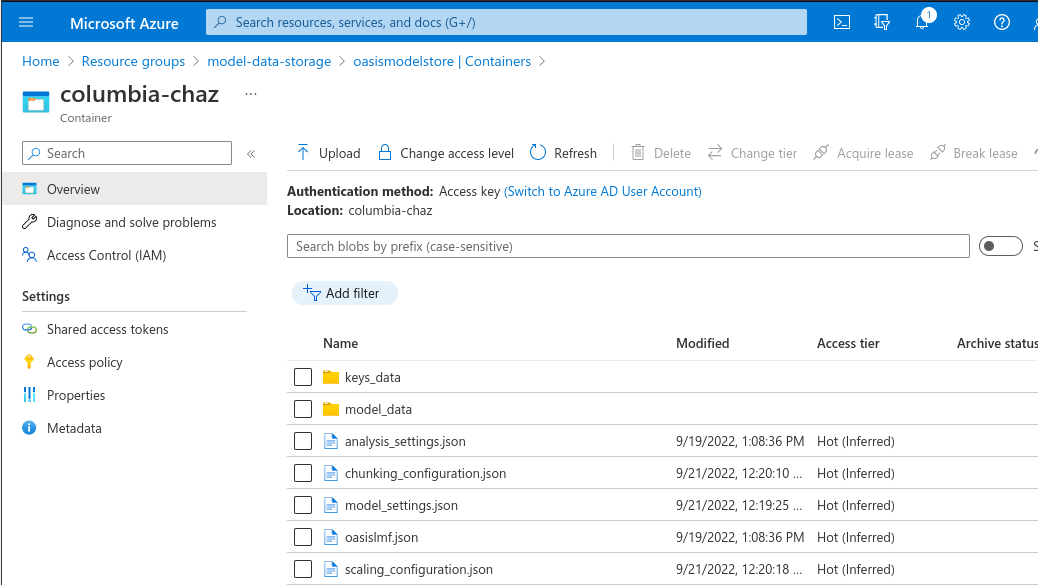 Microsoft Azure
Search resources, services, and docs (G+/)
1
Home > Resource groups > model-data-storage > oasismodelstore | Containers >
columbia-chaz ...
Container
Search «
Overview
Diagnose and solve problems
Access Control (IAM)
Settings
Shared access tokens
Access policy
Properties
Metadata
Upload Change access level Refresh Delete Change tier Acquire lease Break lease
Authentication method: Access key (Switch to Azure AD User Account)
Location: columbia-chaz
Search blobs by prefix (case-sensitive)
Add filter
Name Modified Access tier Archive status
keys_data
model_data
analysis_settings.json 9/19/2022, 1:08:36 PM Hot (Inferred)
chunking_configuration.json 9/21/2022, 12:20:10 ... Hot (Inferred)
model_settings.json 9/21/2022, 12:19:25 ... Hot (Inferred)
oasislmf.json 9/19/2022, 1:08:36 PM Hot (Inferred)
scaling_configuration.json 9/21/2022, 12:20:18 ... Hot (Inferred)